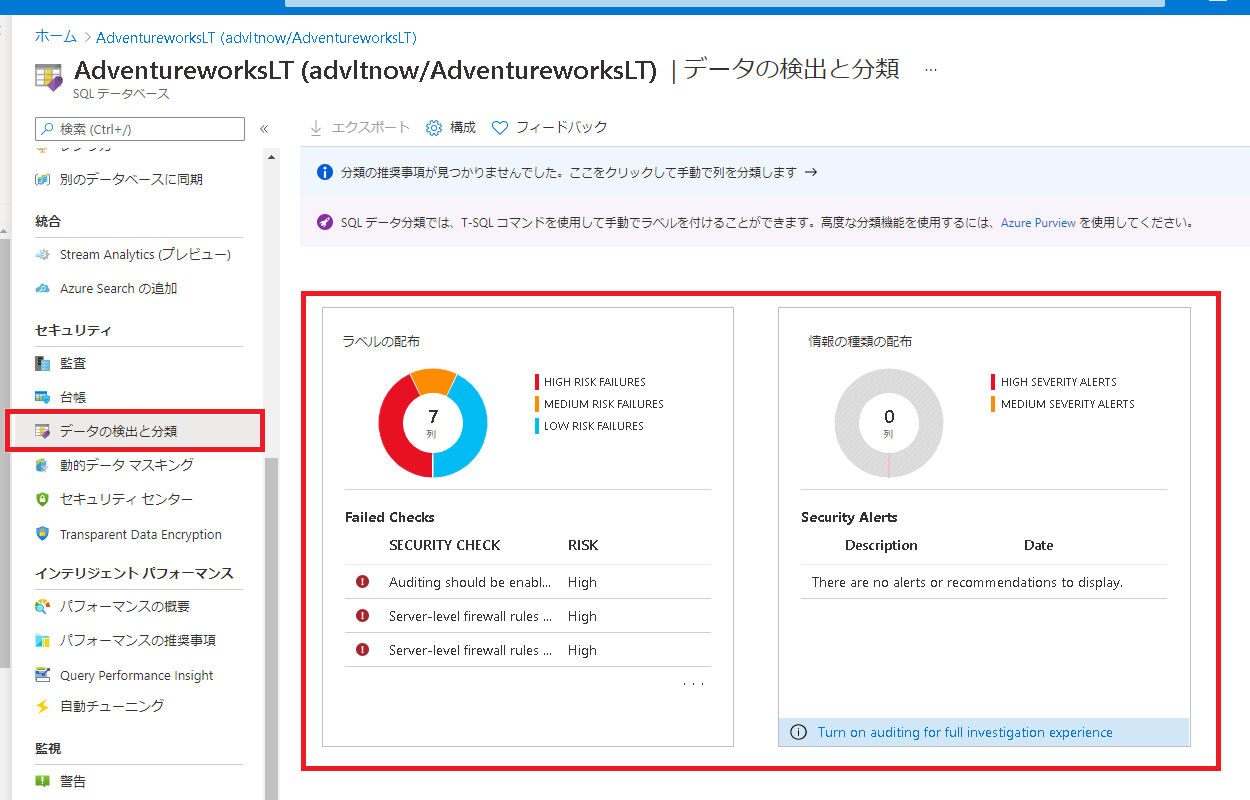 ホーム > AdventureworksLT (advltnow/AdventureworksLT)
AdventureworksLT (advltnow/AdventureworksLT) | データの検出と分類 …
SQL データベース
検索 (Ctrl+/)
«
別のデータベースに同期
統合
Stream Analytics (プレビュー)
Azure Search の追加
セキュリティ
監査
台帳
データの検出と分類
動的データ マスキング
セキュリティ センター
Transparent Data Encryption
インテリジェント パフォーマンス
パフォーマンスの概要
パフォーマンスの推奨事項
Query Performance Insight
自動チューニング
監視
警告
エクスポート 構成 フィードバック
分類の推奨事項が見つかりませんでした。ここをクリックして手動で列を分類します →
SQL データ分類では、T-SQL コマンドを使用して手動でラベルを付けることができます。高度な分類機能を使用するには、Azure Purview を使用してください。
ラベルの配布
7
列
HIGH RISK FAILURES
MEDIUM RISK FAILURES
LOW RISK FAILURES
Failed Checks
SECURITY CHECK RISK
Auditing should be enabl... High
Server-level firewall rules ... High
Server-level firewall rules ... High
. . .
情報の種類の配布
0
列
HIGH SEVERITY ALERTS
MEDIUM SEVERITY ALERTS
Security Alerts
Description Date
There are no alerts or recommendations to display.
Turn on auditing for full investigation experience